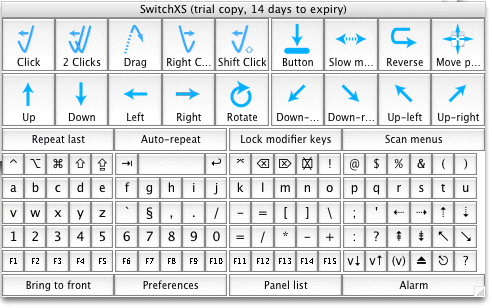 SwitchXS (trial copy, 14 days to expiry)
Click 2 Clicks Drag Right C... Shift Click Button Slow m... Reverse Move p...
Up Down Left Right Rotate Down-... Down-r... Up-left Up-right
Repeat last Auto-repeat Lock modifier keys Scan menus
^ ⌥ ⌘ ⇧ ⇪ ⇥ ↩ ⌤ ⌫ ⌦ ⌧ ! @ $ % & ( )
a b c d e f g h i j k l m n o p q r s t u
v w x y z ` § , . / - = [ ] \ ; ' ⇠ ⇢ ⇡ ⇣
1 2 3 4 5 6 7 8 9 0 = / * - + : ? ⇞ ⇟ ↖ ↘
F1 F2 F3 F4 F5 F6 F7 F8 F9 F10 F11 F12 F13 F14 F15 v↓ v↑ (v) ⏏ ⎋ ?
Bring to front Preferences Panel list Alarm